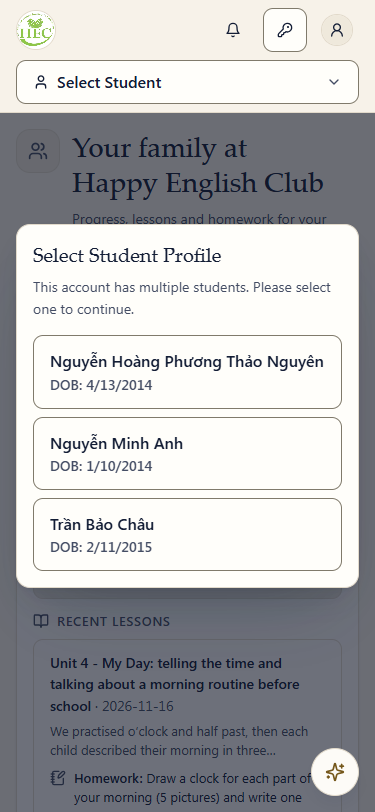 HEC
Select Student
Your family at
Happy English Club
Progress, lessons and homework for your
Select Student Profile
This account has multiple students. Please select
one to continue.
Nguyễn Hoàng Phương Thảo Nguyên
DOB: 4/13/2014
Nguyễn Minh Anh
DOB: 1/10/2014
Trần Bảo Châu
DOB: 2/11/2015
RECENT LESSONS
Unit 4 - My Day: telling the time and
talking about a morning routine before
school · 2026-11-16
We practised o'clock and half past, then each
child described their morning in three...
Homework: Draw a clock for each part of
your morning (5 pictures) and write one